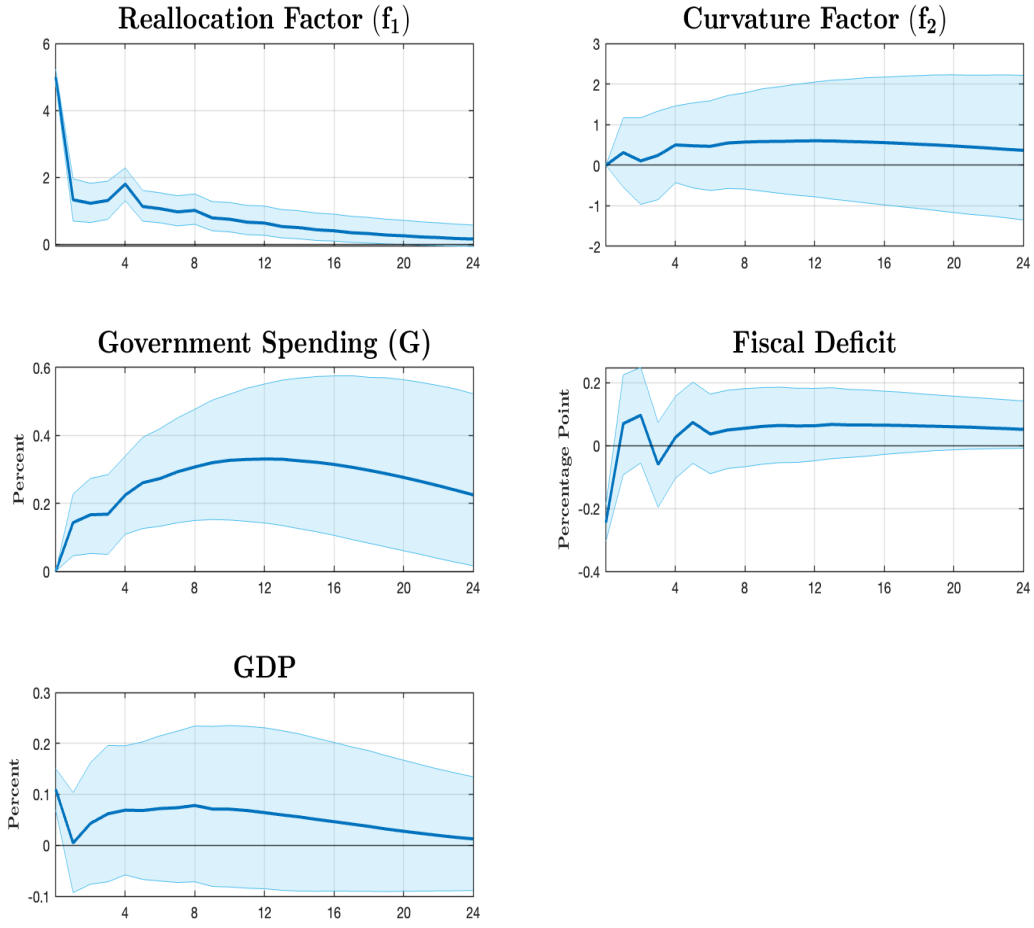 Reallocation Factor (f₁)
6
4
2
0
4 8 12 16 20 24
Curvature Factor (f₂)
3
2
1
0
-1
-2
4 8 12 16 20 24
Government Spending (G)
Percent
0.6
0.4
0.2
0
4 8 12 16 20 24
Fiscal Deficit
Percentage Point
0.2
0
-0.2
-0.4
4 8 12 16 20 24
GDP
Percent
0.3
0.2
0.1
0
-0.1
4 8 12 16 20 24